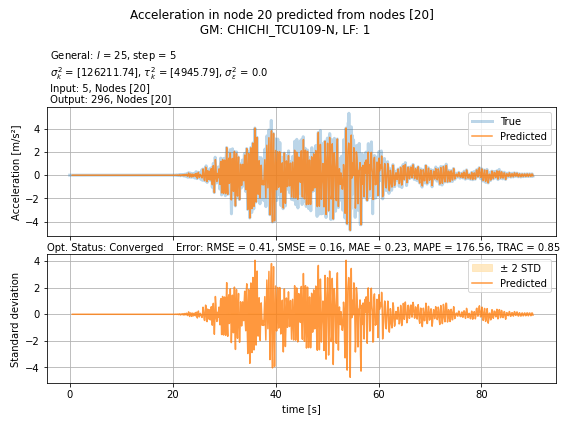 Acceleration in node 20 predicted from nodes [20]
GM: CHICHI_TCU109-N, LF: 1
General: l = 25, step = 5
σ²ₖ = [126211.74], τ²ₖ = [4945.79], σ²ε = 0.0
Input: 5, Nodes [20]
Output: 296, Nodes [20]
True
Predicted
Acceleration [m/s²]
4
2
0
−2
−4
Opt. Status: Converged Error: RMSE = 0.41, SMSE = 0.16, MAE = 0.23, MAPE = 176.56, TRAC = 0.85
± 2 STD
Predicted
Standard deviation
4
2
0
−2
−4
0 20 40 60 80
time [s]